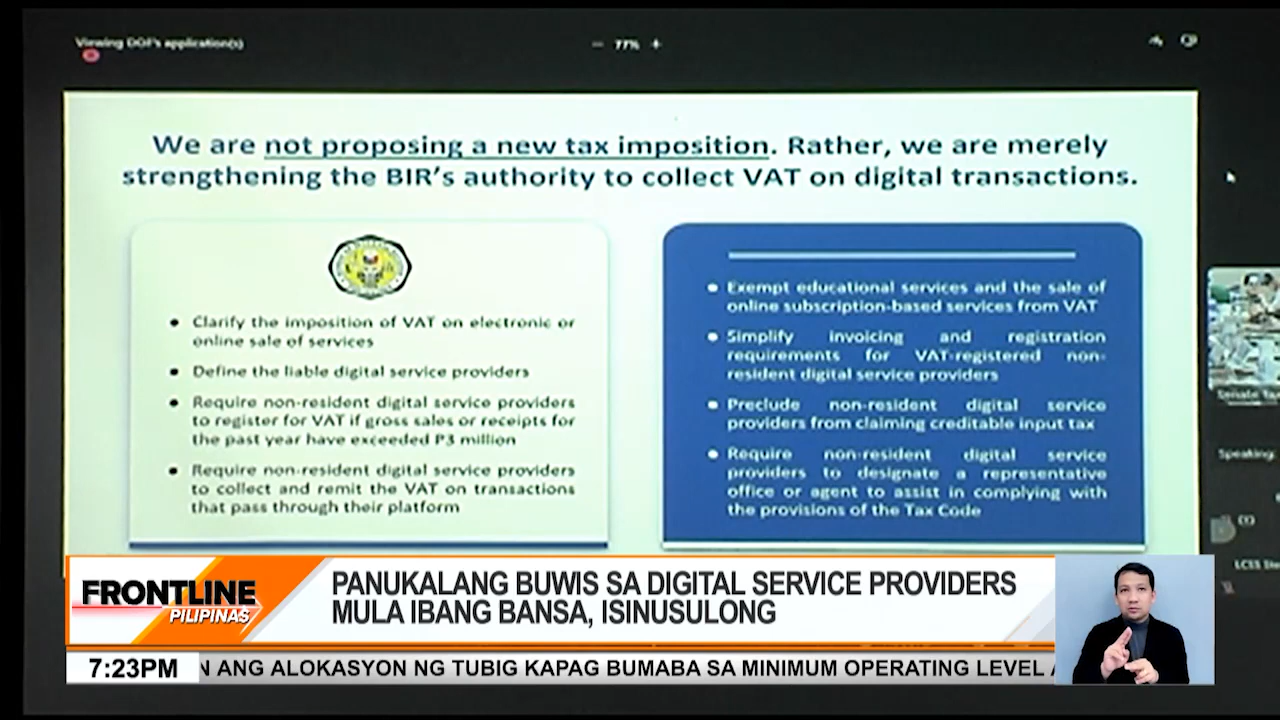 Viewing DOF's application(s)
77%
We are not proposing a new tax imposition. Rather, we are merely
strengthening the BIR's authority to collect VAT on digital transactions.
Clarify the imposition of VAT on electronic or
online sale of services
Define the liable digital service providers
Require non-resident digital service providers
to register for VAT if gross sales or receipts for
the past year have exceeded P3 million
Require non-resident digital service providers
to collect and remit the VAT on transactions
that pass through their platform
Exempt educational services and the sale of
online subscription-based services from VAT
Simplify invoicing and registration
requirements for VAT-registered non-
resident digital service providers
Preclude non-resident digital service
providers from claiming creditable input tax
Require non-resident digital service
providers to designate a representative
office or agent to assist in complying with
the provisions of the Tax Code
Senate Tax
Speaking:
LCSS
FRONTLINE
PILIPINAS
PANUKALANG BUWIS SA DIGITAL SERVICE PROVIDERS
MULA IBANG BANSA, ISINUSULONG
7:23PM
N ANG ALOKASYON NG TUBIG KAPAG BUMABA SA MINIMUM OPERATING LEVEL